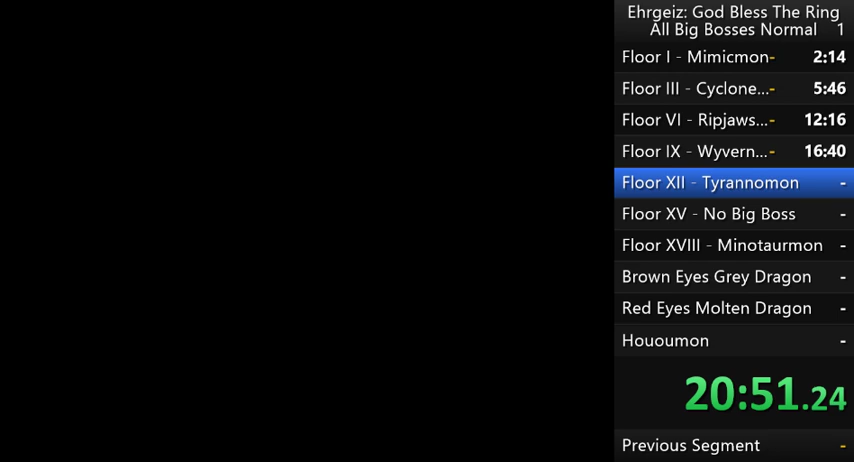 Ehrgeiz: God Bless The Ring
All Big Bosses Normal 1
Floor I - Mimicmon- 2:14
Floor III - Cyclone...- 5:46
Floor VI - Ripjaws...- 12:16
Floor IX - Wyvern...- 16:40
Floor XII - Tyrannomon -
Floor XV - No Big Boss -
Floor XVIII - Minotaurmon -
Brown Eyes Grey Dragon -
Red Eyes Molten Dragon -
Hououmon -
20:51.24
Previous Segment -